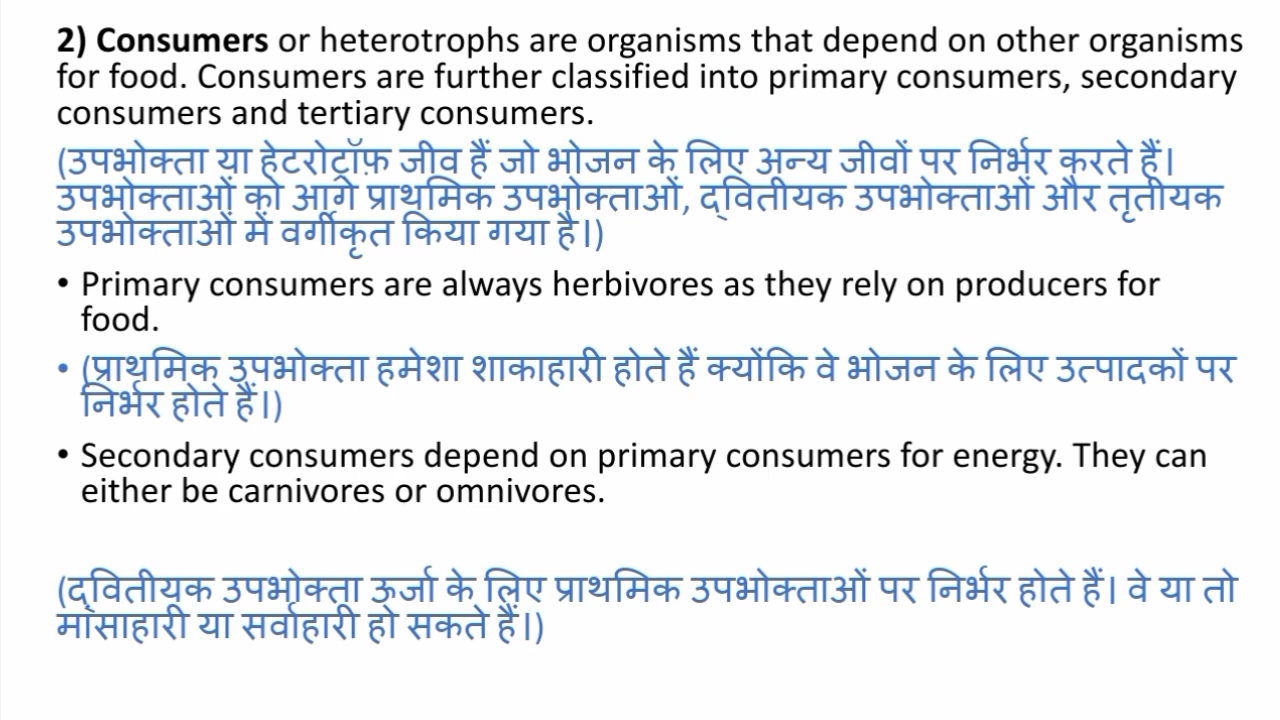 2) Consumers or heterotrophs are organisms that depend on other organisms
for food. Consumers are further classified into primary consumers, secondary
consumers and tertiary consumers.
(उपभोक्ता या हेटरोट्रॉफ़ जीव हैं जो भोजन के लिए अन्य जीवों पर निर्भर करते हैं।
उपभोक्ताओं को आगे प्राथमिक उपभोक्ताओं, द्वितीयक उपभोक्ताओं और तृतीयक
उपभोक्ताओं में वर्गीकृत किया गया है।)
• Primary consumers are always herbivores as they rely on producers for
food.
• (प्राथमिक उपभोक्ता हमेशा शाकाहारी होते हैं क्योंकि वे भोजन के लिए उत्पादकों पर
निर्भर होते हैं।)
• Secondary consumers depend on primary consumers for energy. They can
either be carnivores or omnivores.
(द्वितीयक उपभोक्ता ऊर्जा के लिए प्राथमिक उपभोक्ताओं पर निर्भर होते हैं। वे या तो
मांसाहारी या सर्वाहारी हो सकते हैं।)